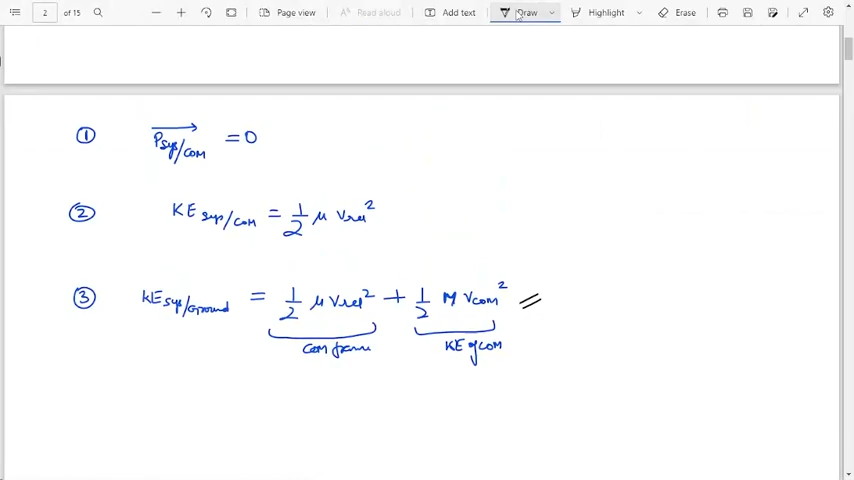 2 of 15 Page view Read aloud Add text Draw Highlight Erase
① P⃗sys/COM = 0
② KE sys/COM = 1/2 μ Vrel²
③ KE sys/Ground = 1/2 μ Vrel² + 1/2 M VCOM² =
COM frame KE of COM